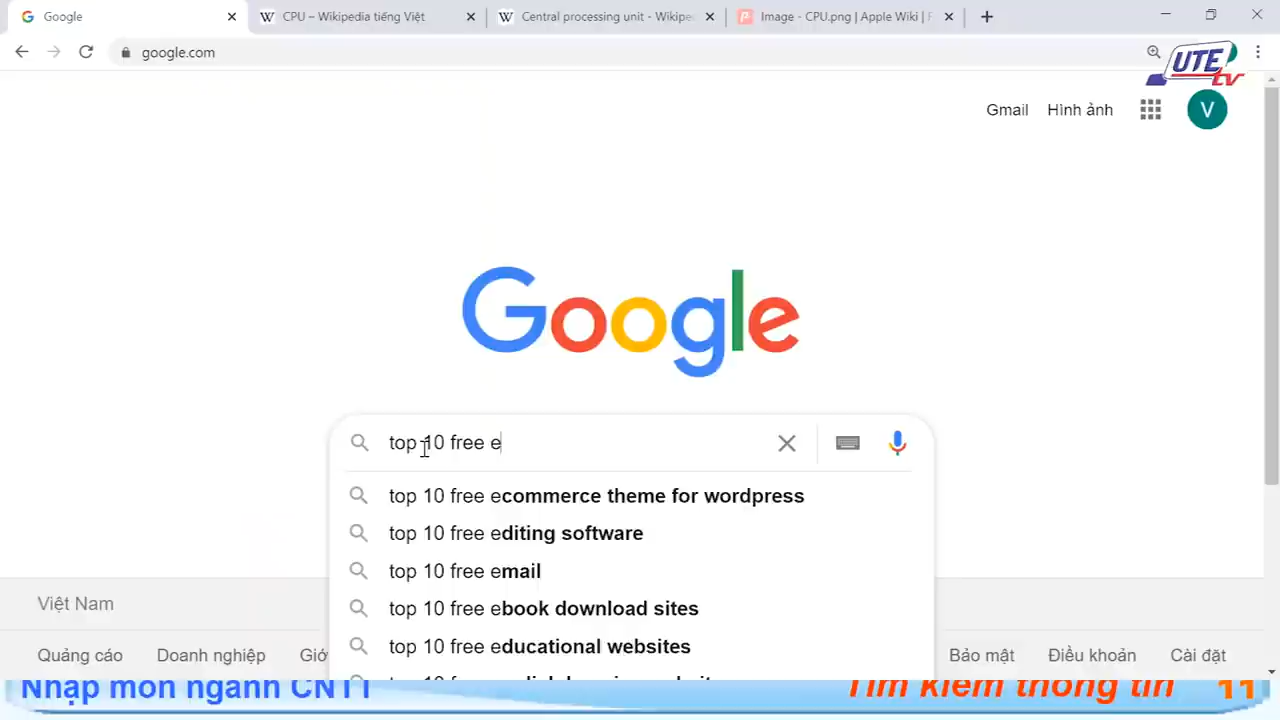 Google
CPU – Wikipedia tiếng Việt
Central processing unit - Wikipe
Image - CPU.png | Apple Wiki | F
google.com
UTE
tv
Gmail
Hình ảnh
V
Google
top 10 free e
top 10 free ecommerce theme for wordpress
top 10 free editing software
top 10 free email
top 10 free ebook download sites
top 10 free educational websites
Việt Nam
Quảng cáo
Doanh nghiệp
Giớ
Bảo mật
Điều khoản
Cài đặt
Nhập môn ngành CNTT
Tìm kiếm thông tin
11